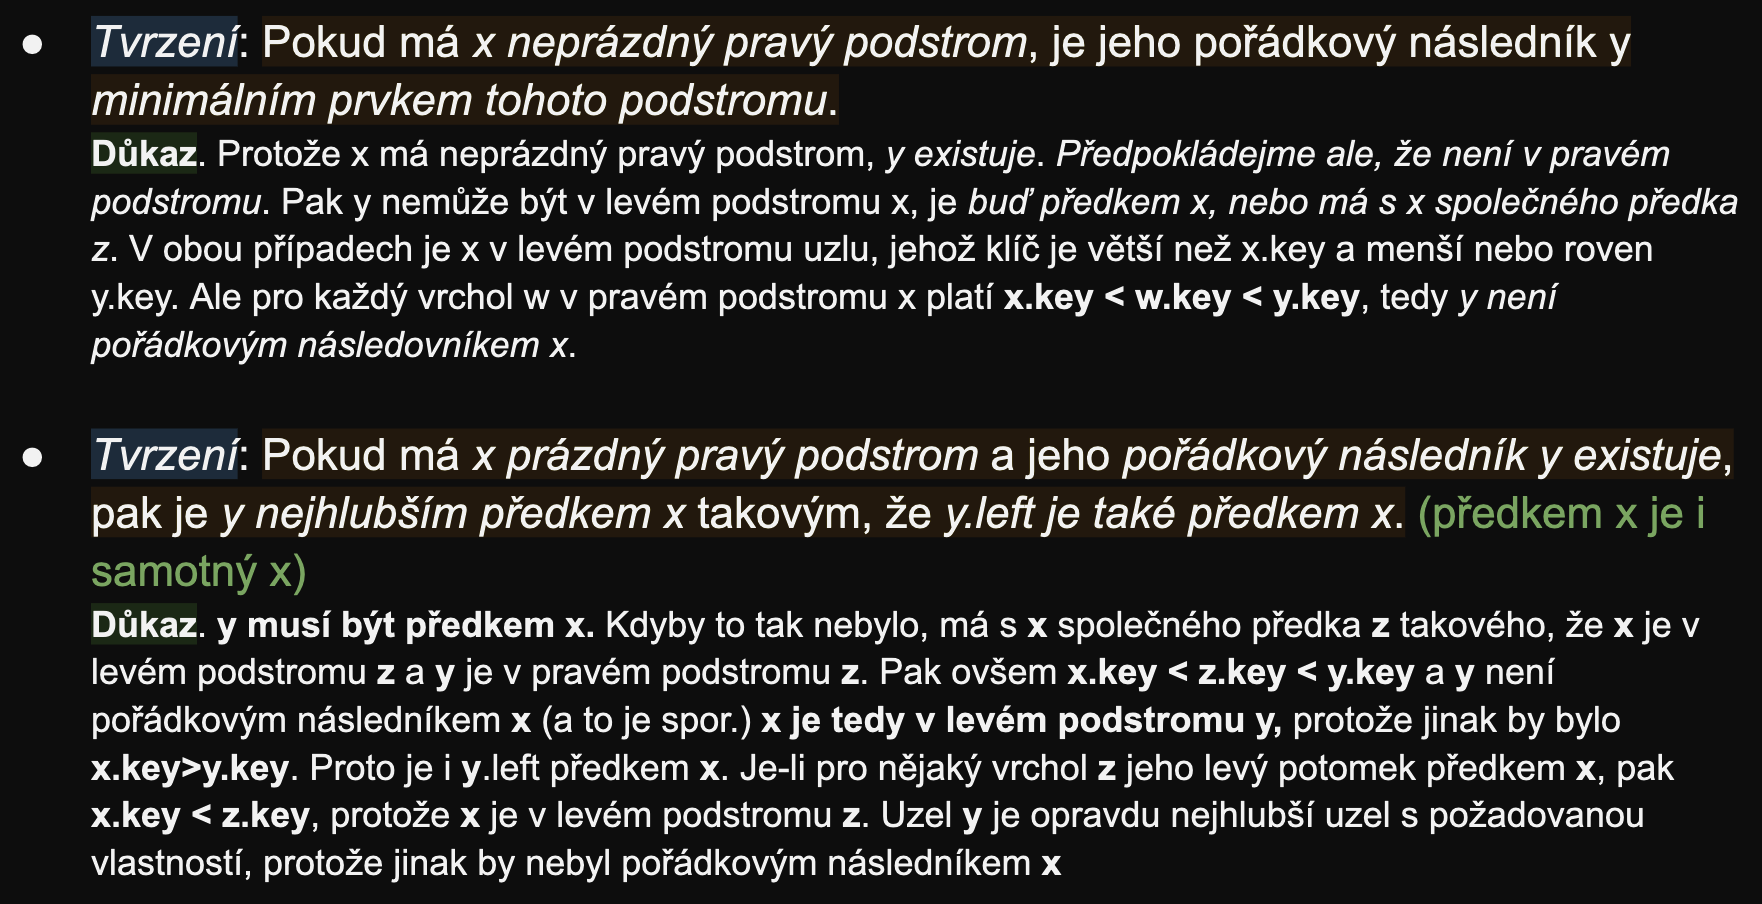 ● Tvrzení: Pokud má x neprázdný pravý podstrom, je jeho pořádkový následník y
minimálním prvkem tohoto podstromu.
Důkaz. Protože x má neprázdný pravý podstrom, y existuje. Předpokládejme ale, že není v pravém
podstromu. Pak y nemůže být v levém podstromu x, je buď předkem x, nebo má s x společného předka
z. V obou případech je x v levém podstromu uzlu, jehož klíč je větší než x.key a menší nebo roven
y.key. Ale pro každý vrchol w v pravém podstromu x platí x.key < w.key < y.key, tedy y není
pořádkovým následovníkem x.
● Tvrzení: Pokud má x prázdný pravý podstrom a jeho pořádkový následník y existuje,
pak je y nejhlubším předkem x takovým, že y.left je také předkem x. (předkem x je i
samotný x)
Důkaz. y musí být předkem x. Kdyby to tak nebylo, má s x společného předka z takového, že x je v
levém podstromu z a y je v pravém podstromu z. Pak ovšem x.key < z.key < y.key a y není
pořádkovým následníkem x (a to je spor.) x je tedy v levém podstromu y, protože jinak by bylo
x.key>y.key. Proto je i y.left předkem x. Je-li pro nějaký vrchol z jeho levý potomek předkem x, pak
x.key < z.key, protože x je v levém podstromu z. Uzel y je opravdu nejhlubší uzel s požadovanou
vlastností, protože jinak by nebyl pořádkovým následníkem x